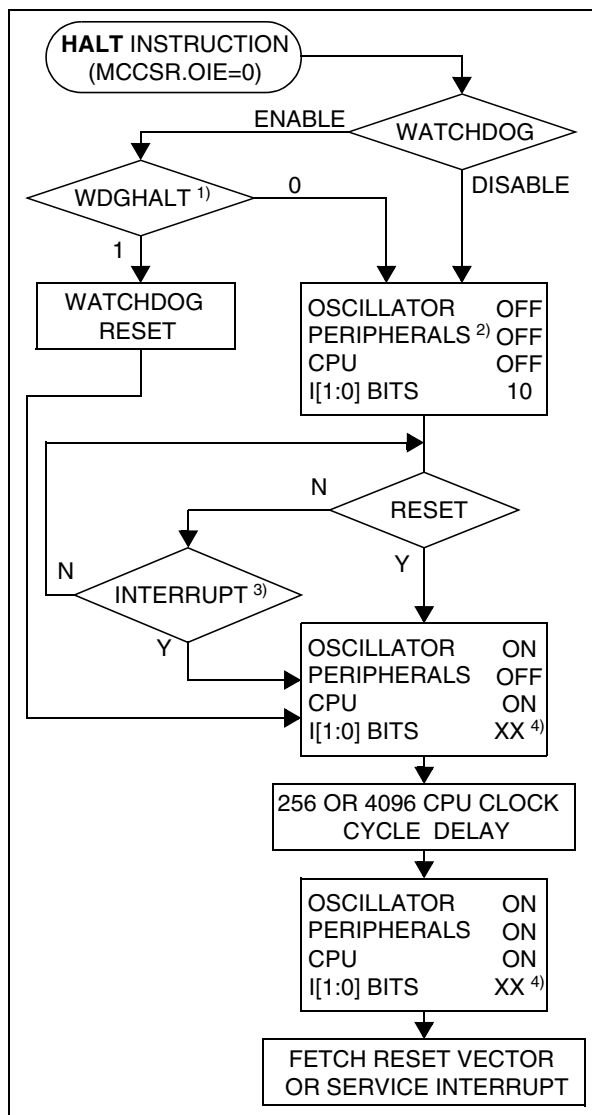 HALT INSTRUCTION
(MCCSR.OIE=0)
ENABLE
WATCHDOG
WDGHALT 1)
0
DISABLE
1
WATCHDOG
RESET
OSCILLATOR OFF
PERIPHERALS 2) OFF
CPU OFF
I[1:0] BITS 10
N
RESET
N
Y
INTERRUPT 3)
Y
OSCILLATOR ON
PERIPHERALS OFF
CPU ON
I[1:0] BITS XX 4)
256 OR 4096 CPU CLOCK
CYCLE DELAY
OSCILLATOR ON
PERIPHERALS ON
CPU ON
I[1:0] BITS XX 4)
FETCH RESET VECTOR
OR SERVICE INTERRUPT